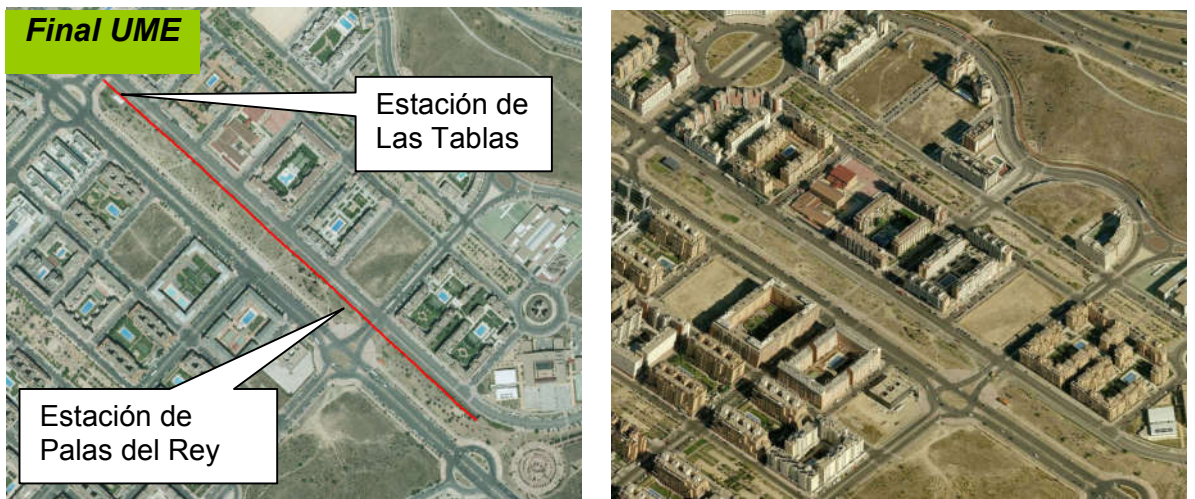 Final UME
Estación de
Las Tablas
Estación de
Palas del Rey